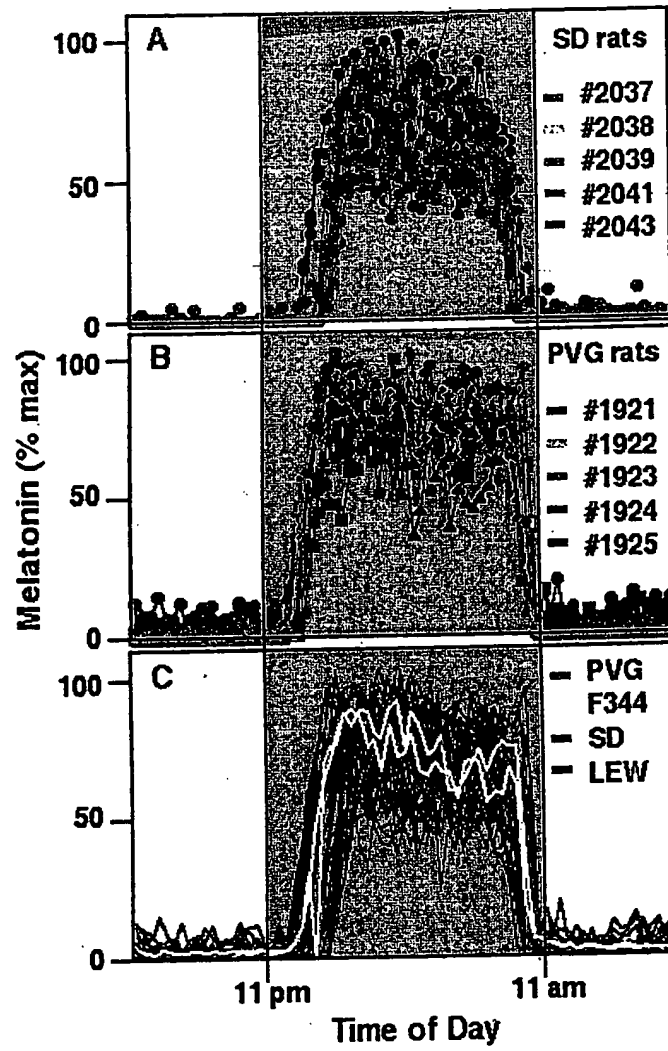 A
SD rats
#2037
#2038
#2039
#2041
#2043
100
50
0
B
PVG rats
#1921
#1922
#1923
#1924
#1925
100
50
0
C
PVG
F344
SD
LEW
100
50
0
Melatonin (% max)
11 pm
11 am
Time of Day